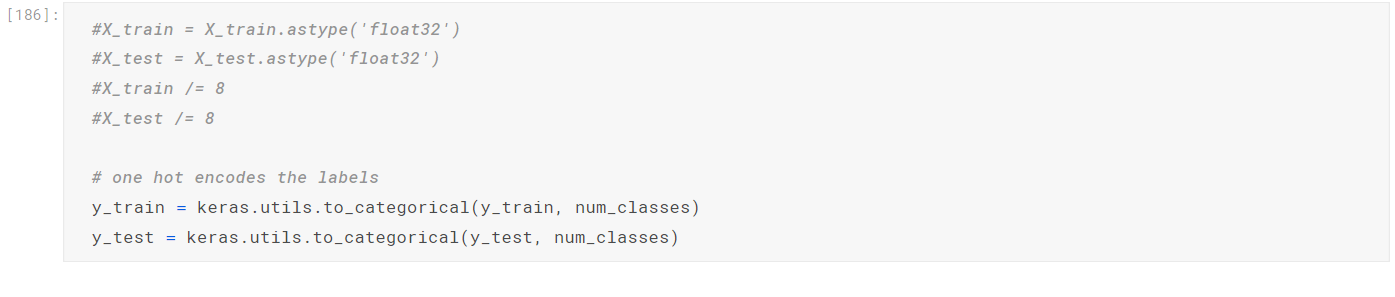 [186]:
#X_train = X_train.astype('float32')
#X_test = X_test.astype('float32')
#X_train /= 8
#X_test /= 8
# one hot encodes the labels
y_train = keras.utils.to_categorical(y_train, num_classes)
y_test = keras.utils.to_categorical(y_test, num_classes)